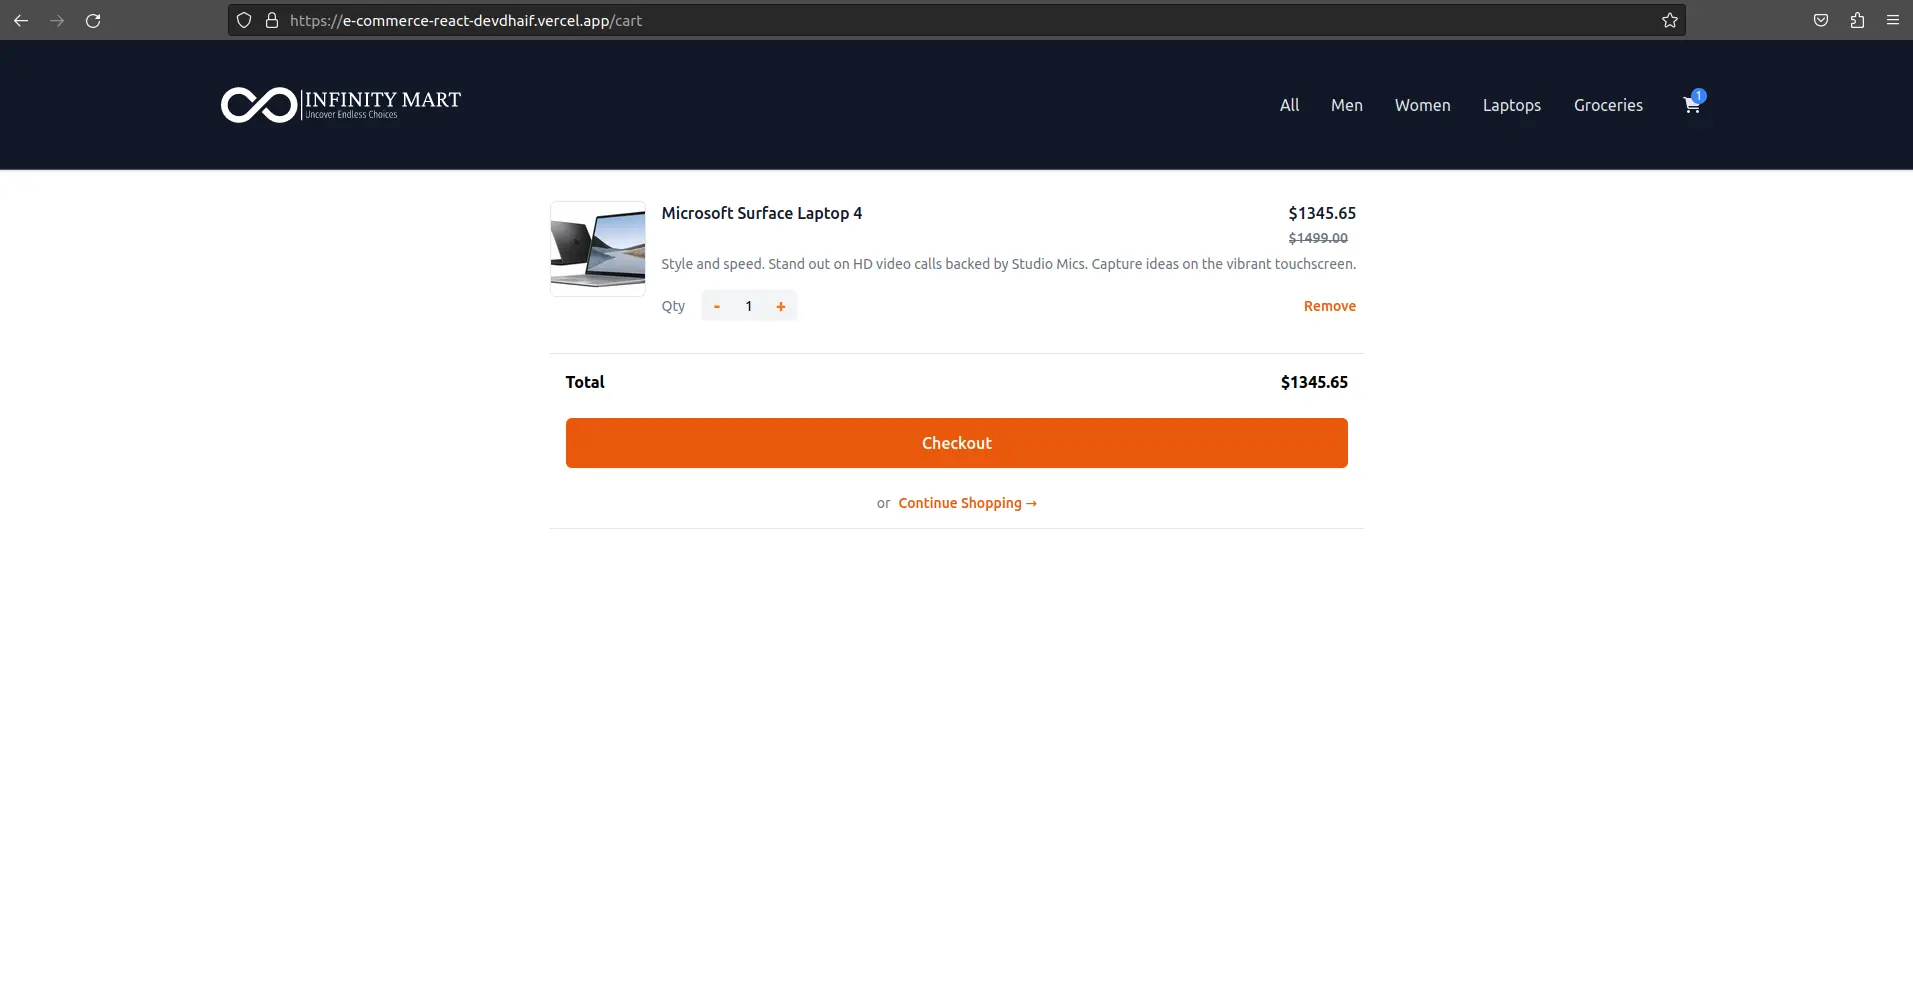 https://e-commerce-react-devdhaif.vercel.app/cart
INFINITY MART
Uncover Endless Choices
All Men Women Laptops Groceries 1
Microsoft Surface Laptop 4 $1345.65
$1499.00
Style and speed. Stand out on HD video calls backed by Studio Mics. Capture ideas on the vibrant touchscreen.
Qty - 1 + Remove
Total $1345.65
Checkout
or Continue Shopping →